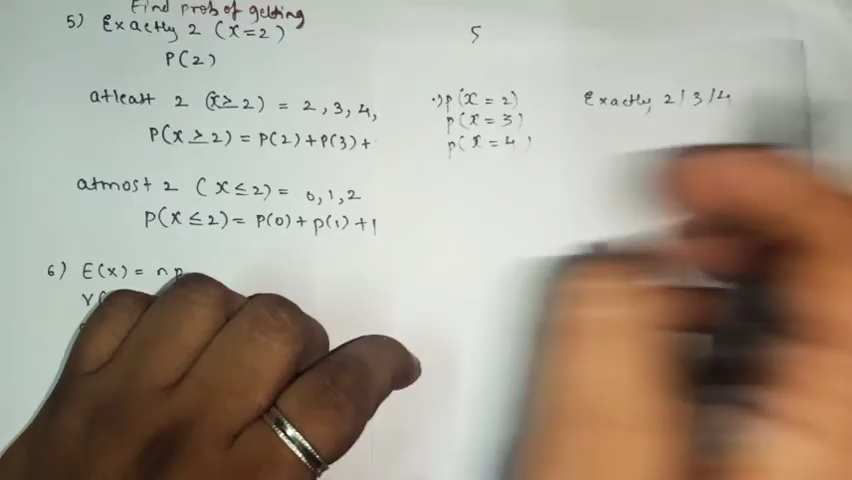 Find prob of getting
5) Exactly 2 (x=2)
P(2)
atleast 2 (x≥2) = 2, 3, 4,
P(x≥2) = P(2)+P(3)+
atmost 2 (x≤2) = 0, 1, 2
P(x≤2) = P(0)+P(1)+
6) E(x) = np
5
P(x=2)
P(x=3)
P(x=4)
Exactly 2/3/4